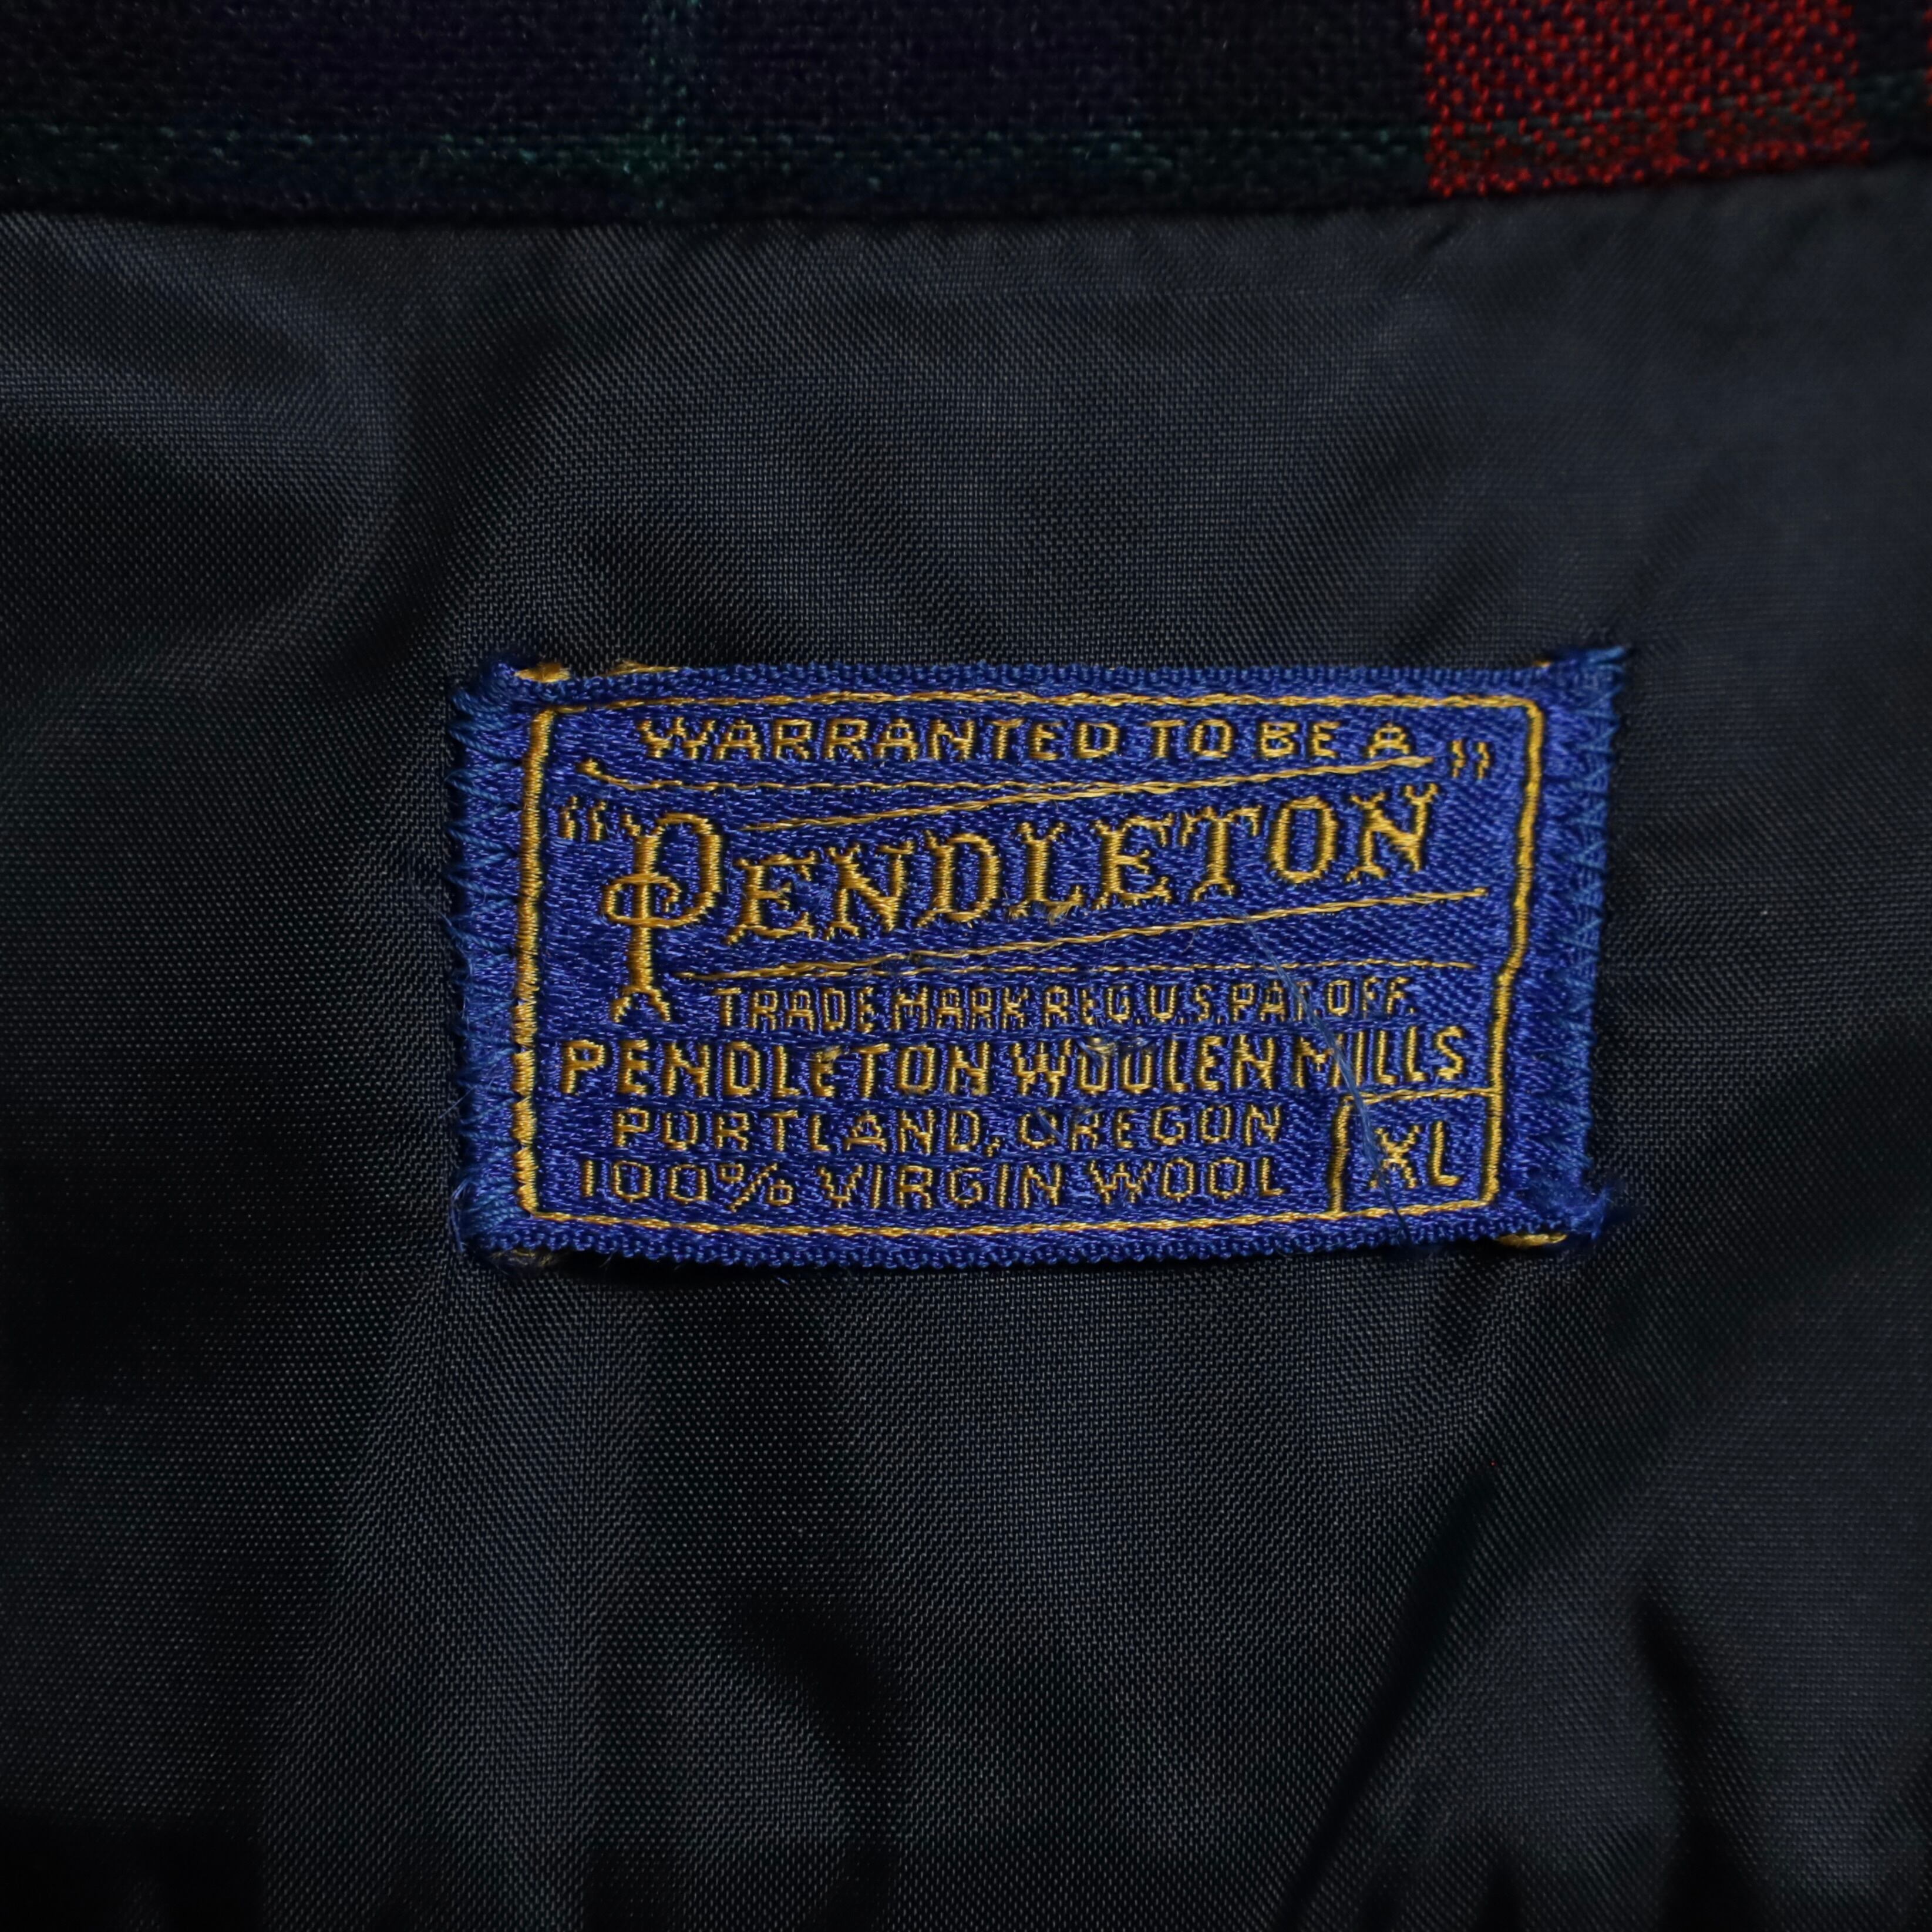 WARRANTED TO BE A
"PENDLETON"
TRADE MARK REG. U.S. PAT. OFF.
PENDLETON WOOLEN MILLS
PORTLAND, OREGON
100% VIRGIN WOOL
XL